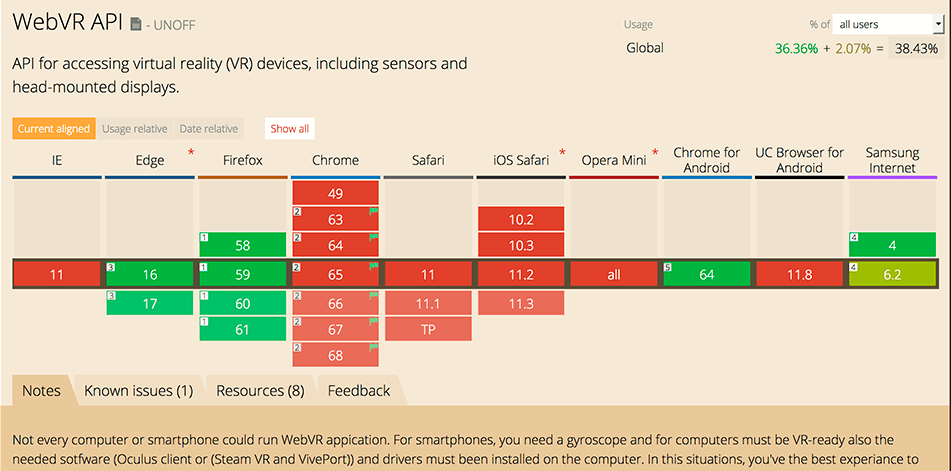 WebVR API - UNOFF
Usage % of all users
Global 36.36% + 2.07% = 38.43%
API for accessing virtual reality (VR) devices, including sensors and
head-mounted displays.
Current aligned Usage relative Date relative Show all
IE Edge * Firefox Chrome Safari iOS Safari * Opera Mini * Chrome for Android UC Browser for Android Samsung Internet
49
2 63 10.2
1 58 2 64 10.3 4 4
11 3 16 1 59 2 65 11 11.2 all 5 64 11.8 4 6.2
3 17 1 60 2 66 11.1 11.3
1 61 2 67 TP
2 68
Notes Known issues (1) Resources (8) Feedback
Not every computer or smartphone could run WebVR appication. For smartphones, you need a gyroscope and for computers must be VR-ready also the
needed sotfware (Oculus client or (Steam VR and VivePort)) and drivers must been installed on the computer. In this situations, you've the best experiance to